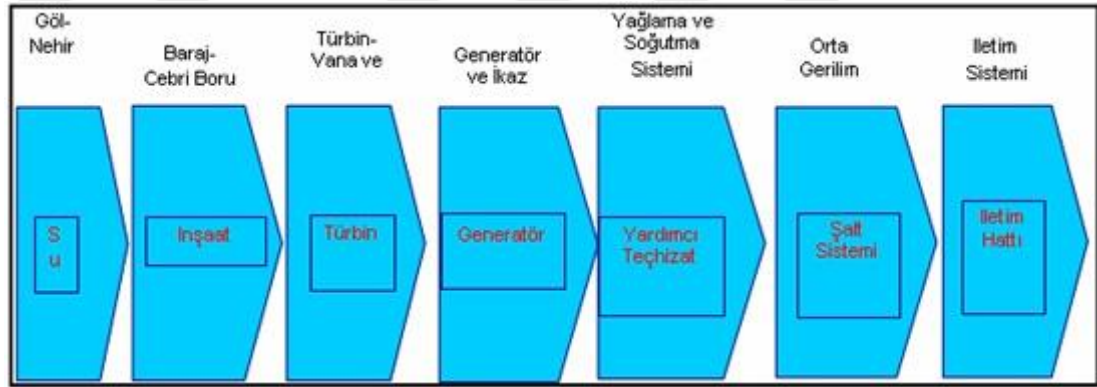 Göl-
Nehir
Baraj-
Cebri Boru
Türbin-
Vana ve
Generatör
ve İkaz
Yağlama ve
Soğutma
Sistemi
Orta
Gerilim
Iletim
Sistemi
S
u
Inşaat
Türbin
Generatör
Yardımcı
Teçhizat
Şalt
Sistemi
Iletim
Hattı